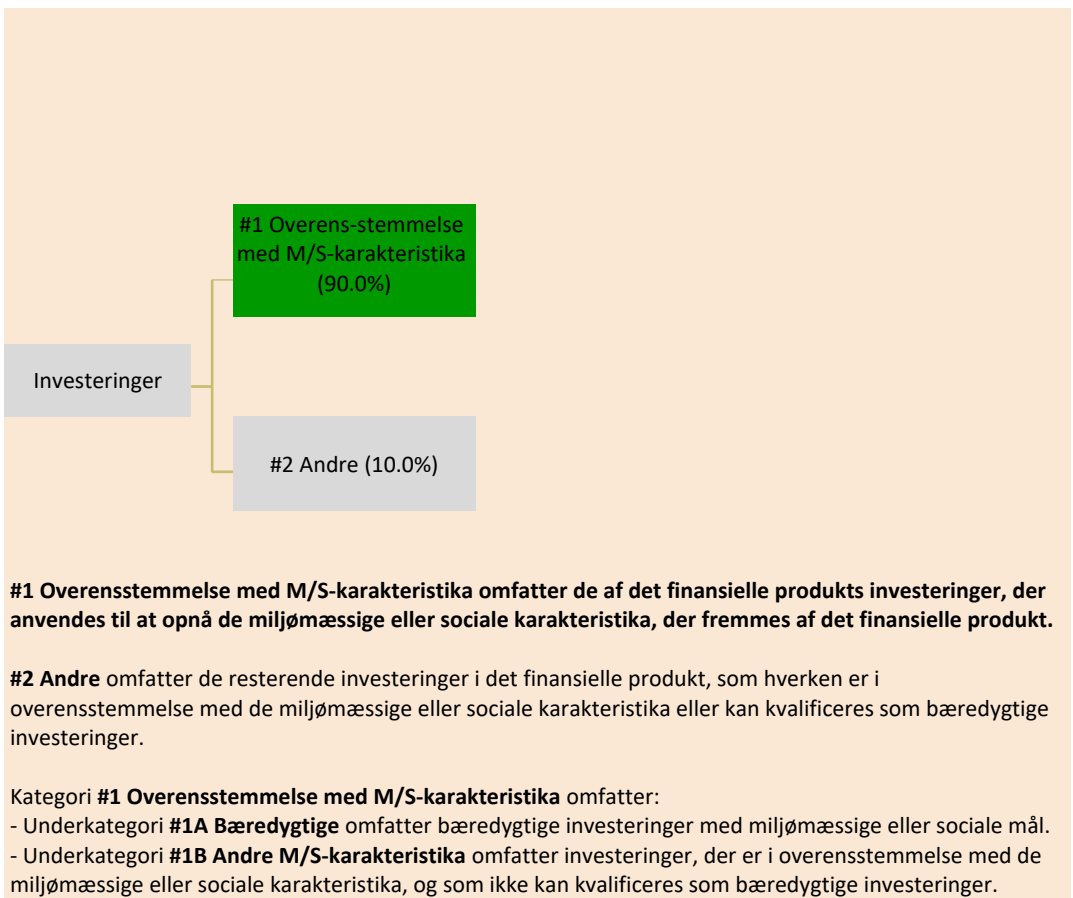 #1 Overens-stemmelse
med M/S-karakteristika
(90.0%)
Investeringer
#2 Andre (10.0%)
#1 Overensstemmelse med M/S-karakteristika omfatter de af det finansielle produkts investeringer, der
anvendes til at opnå de miljømæssige eller sociale karakteristika, der fremmes af det finansielle produkt.
#2 Andre omfatter de resterende investeringer i det finansielle produkt, som hverken er i
overensstemmelse med de miljømæssige eller sociale karakteristika eller kan kvalificeres som bæredygtige
investeringer.
Kategori #1 Overensstemmelse med M/S-karakteristika omfatter:
- Underkategori #1A Bæredygtige omfatter bæredygtige investeringer med miljømæssige eller sociale mål.
- Underkategori #1B Andre M/S-karakteristika omfatter investeringer, der er i overensstemmelse med de
miljømæssige eller sociale karakteristika, og som ikke kan kvalificeres som bæredygtige investeringer.